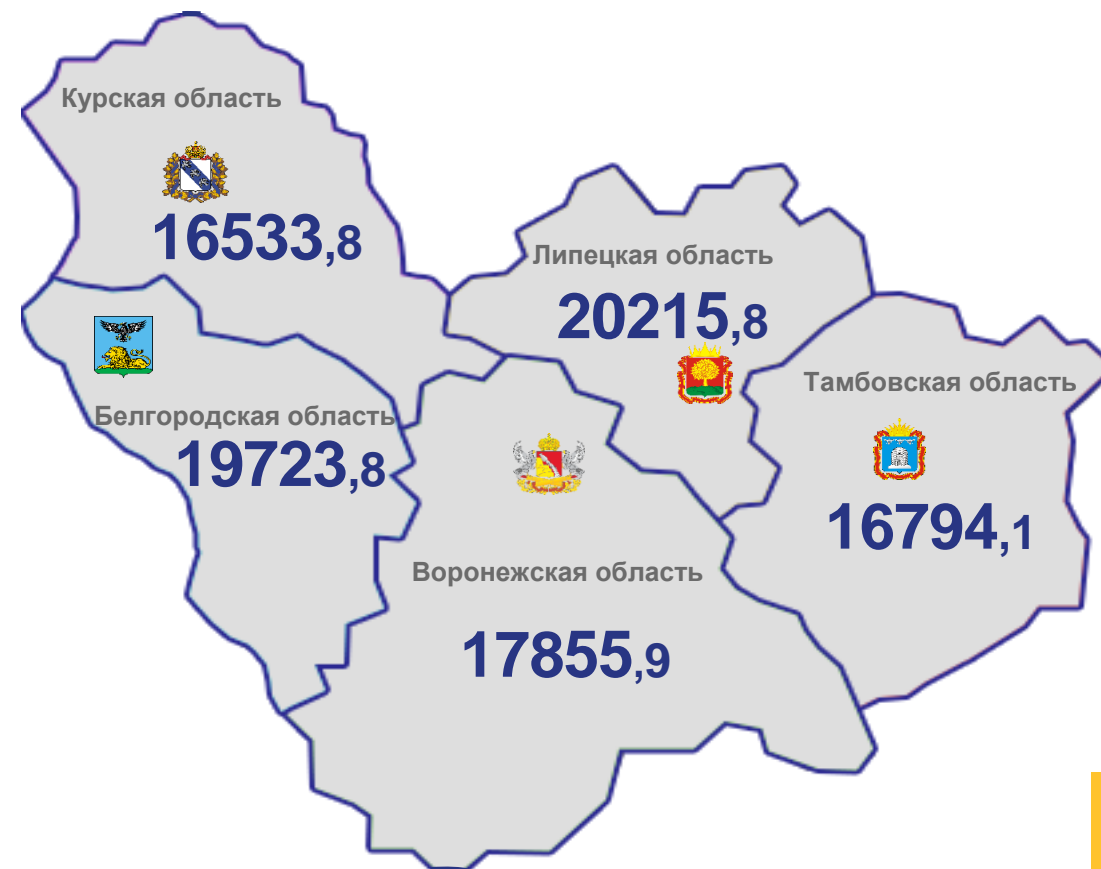 Курская область
16533,8
Липецкая область
20215,8
Тамбовская область
16794,1
Белгородская область
19723,8
Воронежская область
17855,9